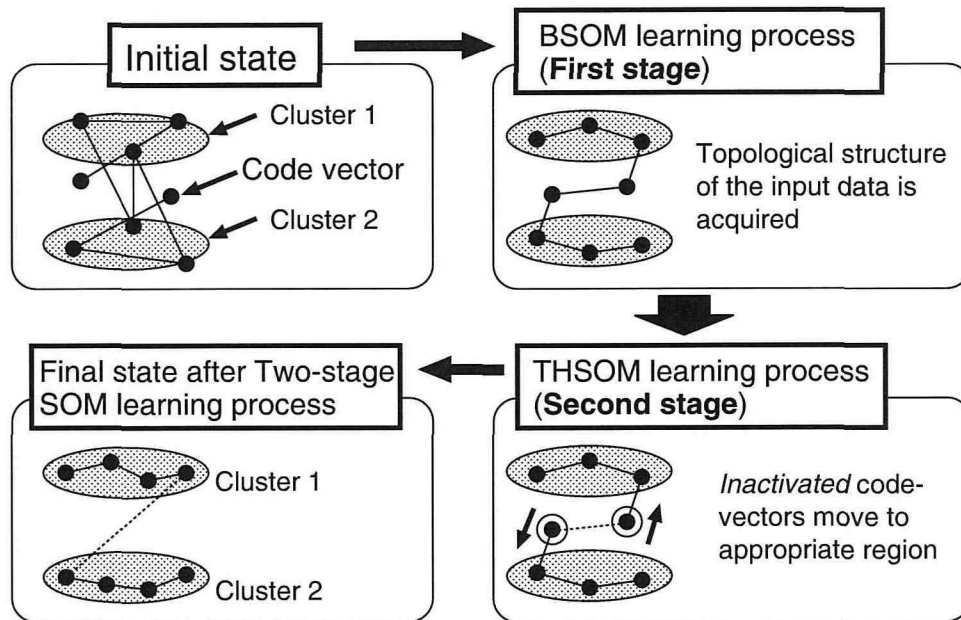 Initial state
Cluster 1
Code vector
Cluster 2
BSOM learning process
(First stage)
Topological structure
of the input data is
acquired
THSOM learning process
(Second stage)
Inactivated code-
vectors move to
appropriate region
Final state after Two-stage
SOM learning process
Cluster 1
Cluster 2